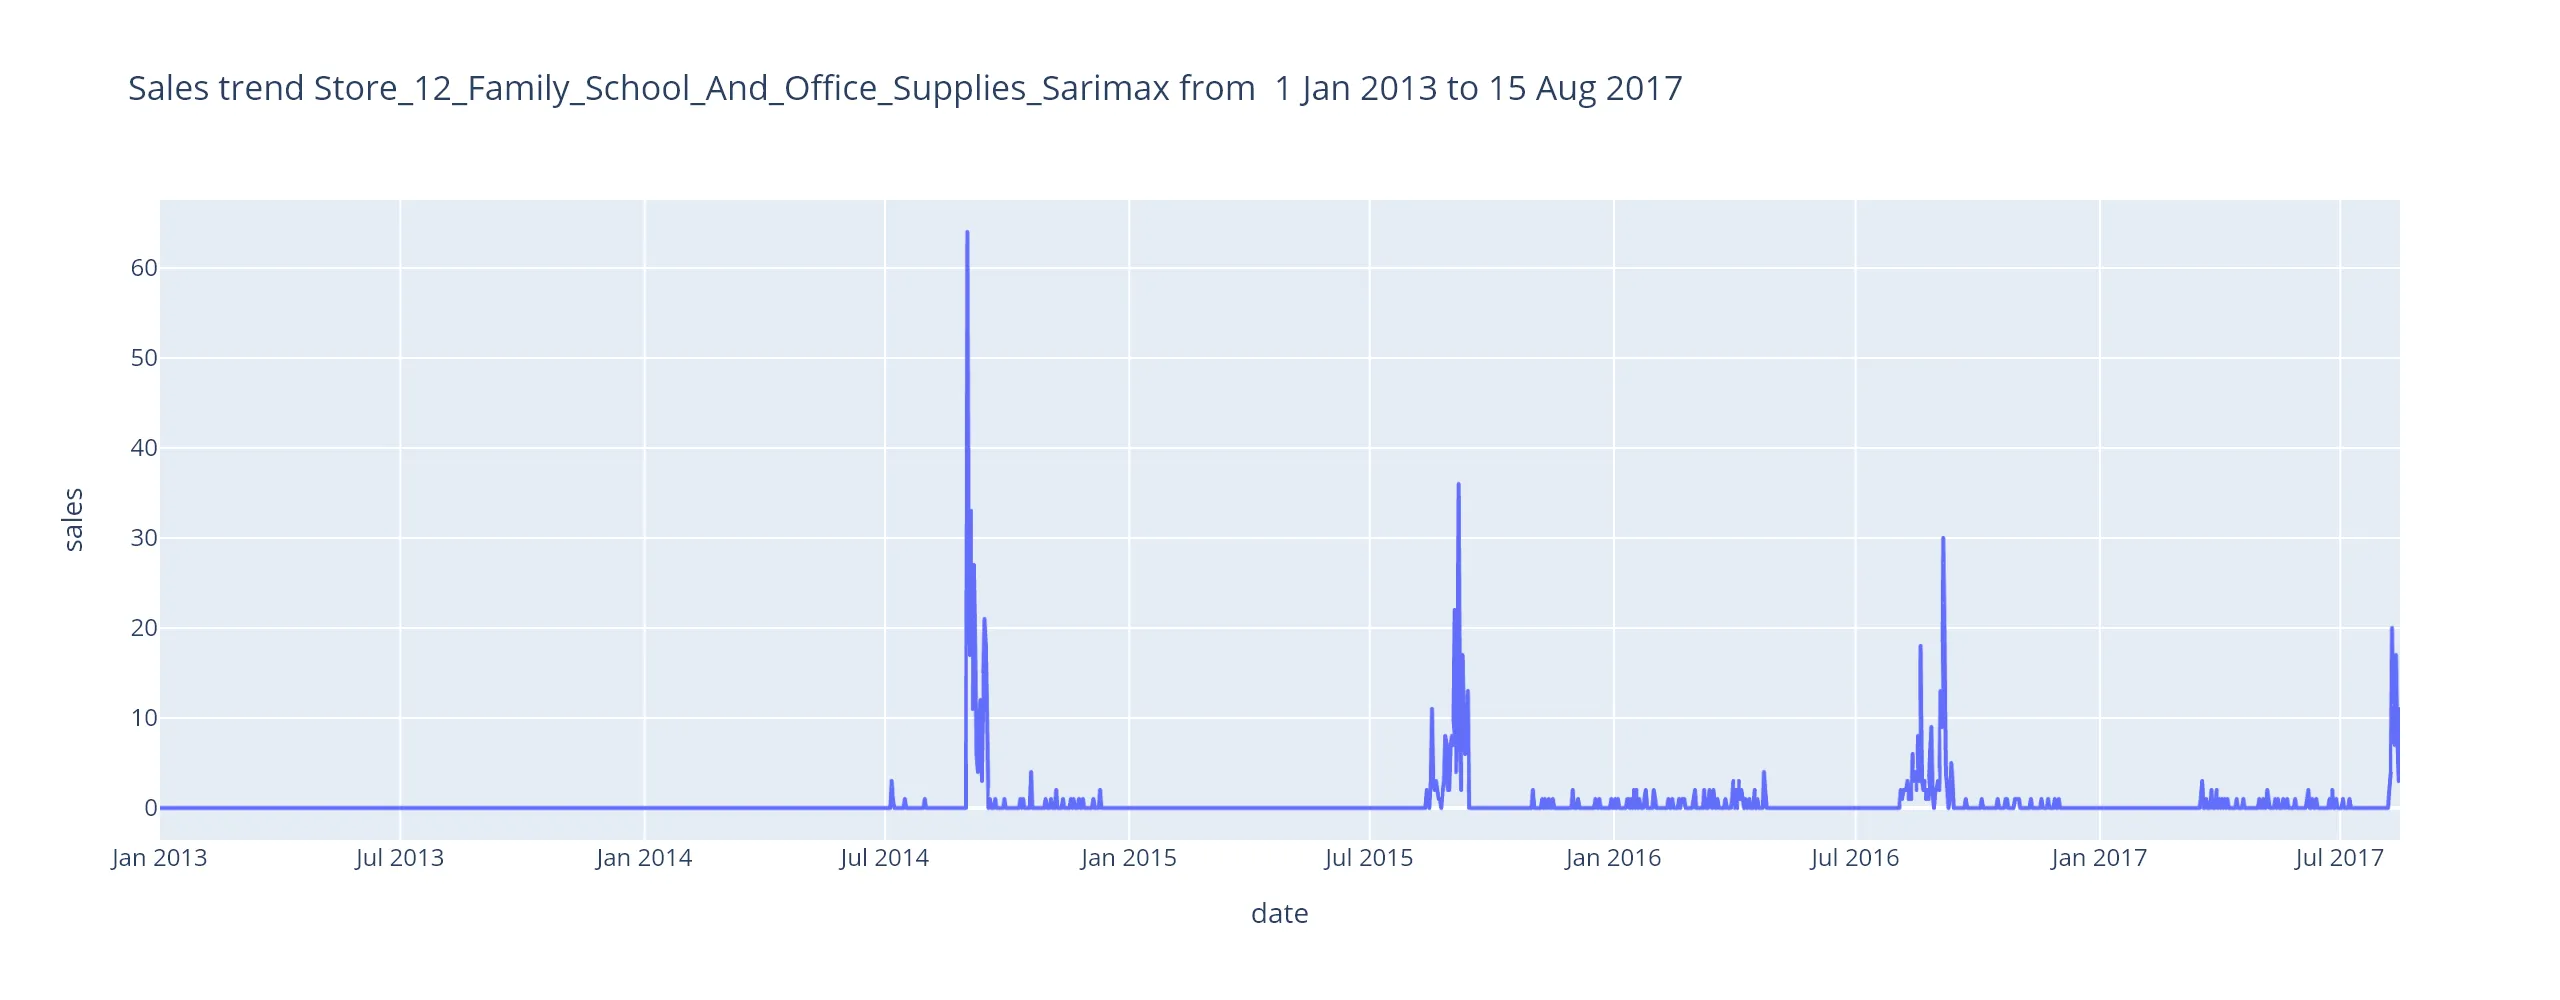 Sales trend Store_12_Family_School_And_Office_Supplies_Sarimax from  1 Jan 2013 to 15 Aug 2017
60
50
40
30
20
10
0
sales
Jan 2013
Jul 2013
Jan 2014
Jul 2014
Jan 2015
Jul 2015
Jan 2016
Jul 2016
Jan 2017
Jul 2017
date